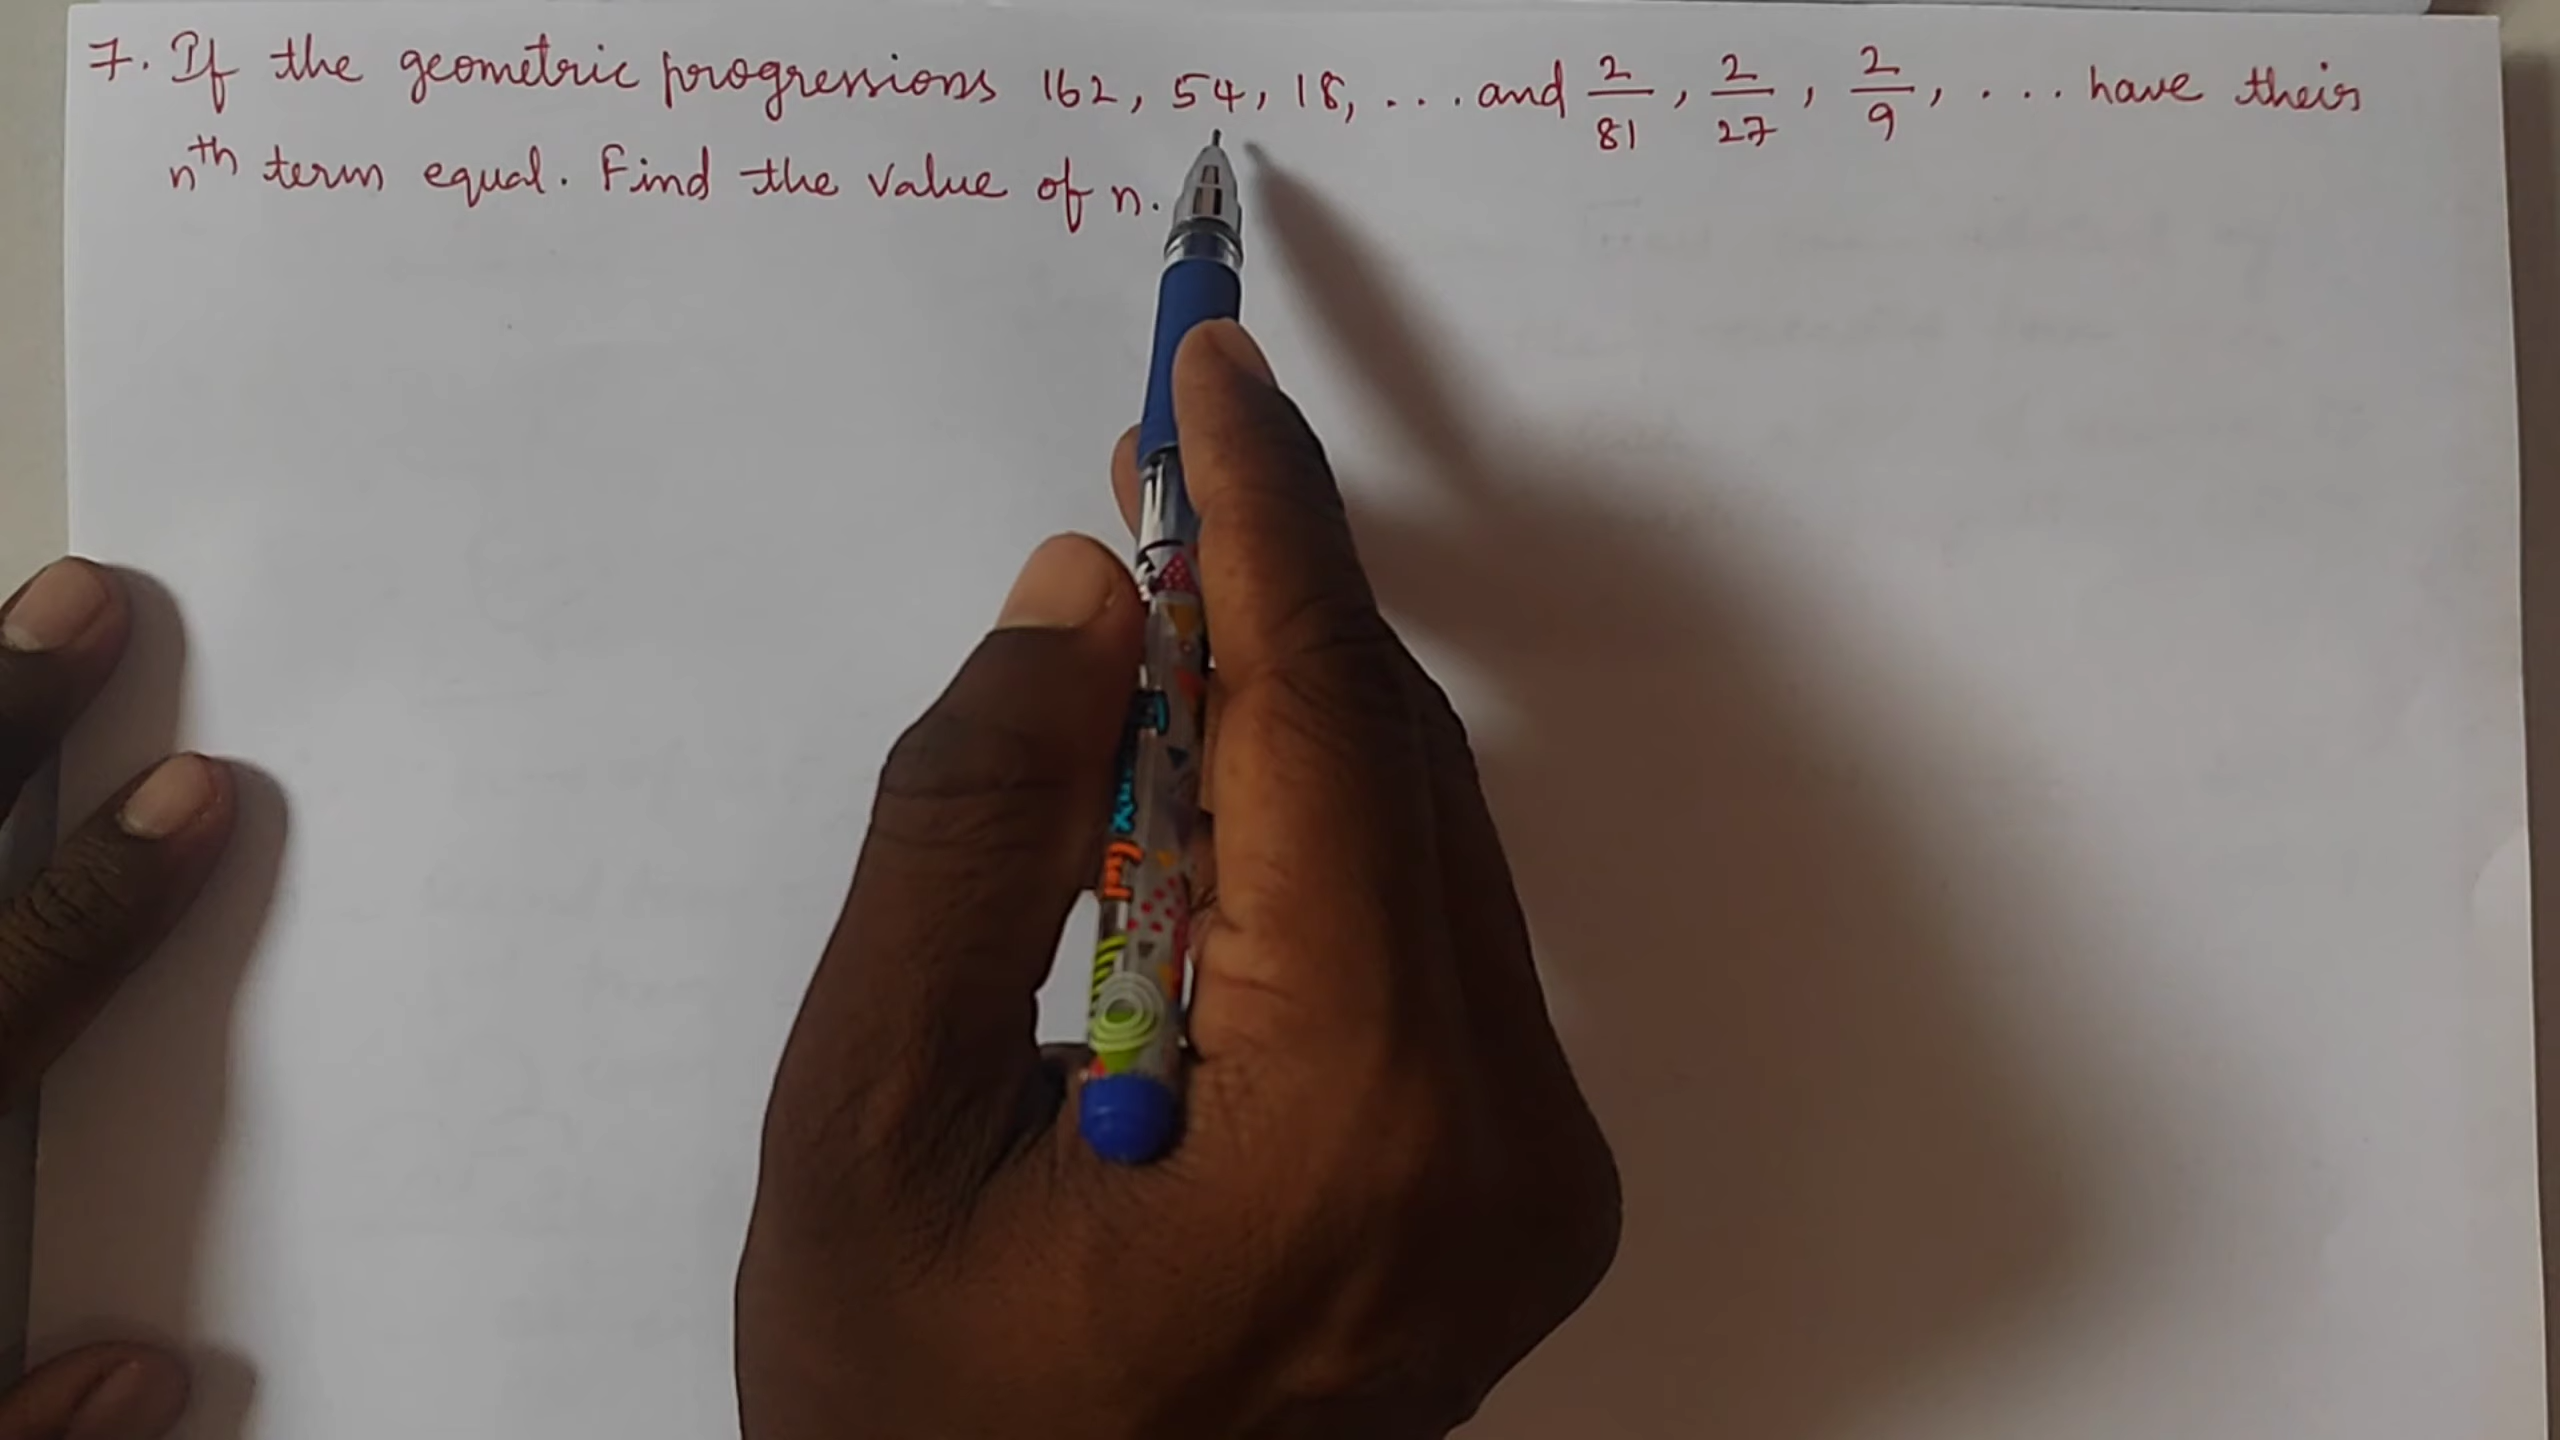 7. If the geometric progressions 162, 54, 18, ... and 2/81, 2/27, 2/9, ... have their
nth term equal. Find the value of n.